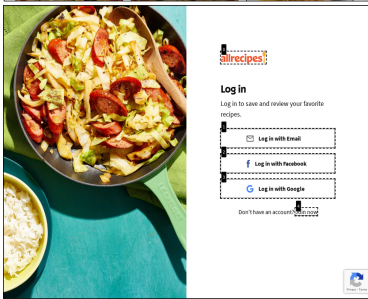 allrecipes
Log in
Log in to save and review your favorite
recipes.
Log in with Email
Log in with Facebook
Log in with Google
Don't have an account? Join now